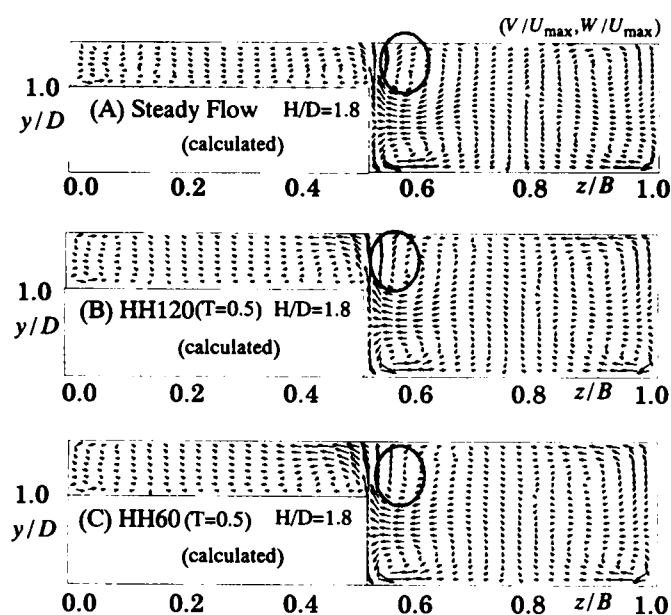 (V/U_max, W/U_max)
1.0
y/D
(A) Steady Flow H/D=1.8
(calculated)
0.0 0.2 0.4 0.6 0.8 z/B 1.0
1.0
y/D
(B) HH120(T=0.5) H/D=1.8
(calculated)
0.0 0.2 0.4 0.6 0.8 z/B 1.0
1.0
y/D
(C) HH60(T=0.5) H/D=1.8
(calculated)
0.0 0.2 0.4 0.6 0.8 z/B 1.0